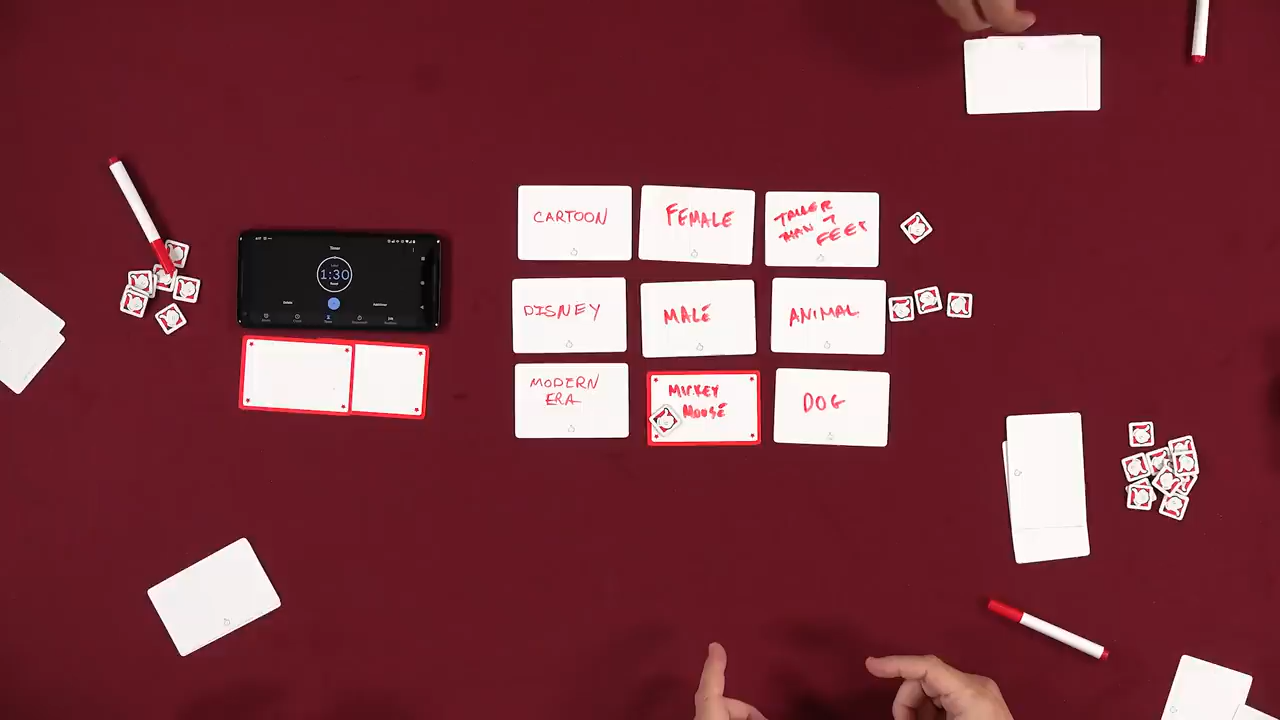 CARTOON
FEMALE
TALLER
THAN 7
FEET
1:30
DISNEY
MALE
ANIMAL
MODERN
ERA
MICKEY
MOUSE
DOG